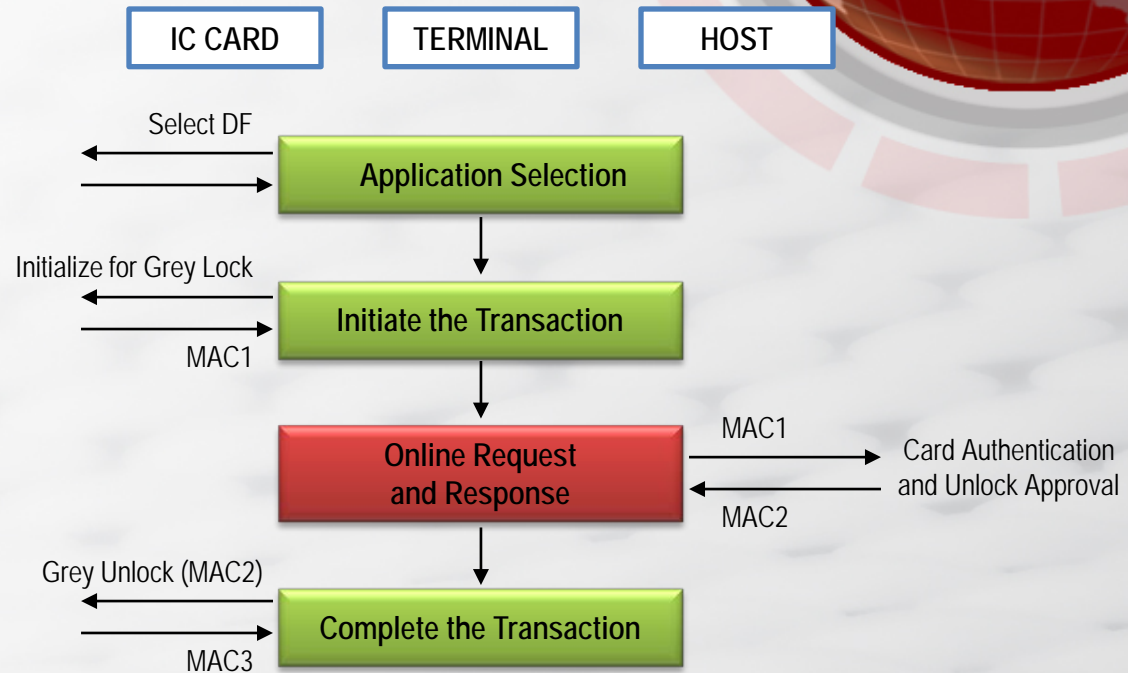 IC CARD
TERMINAL
HOST
Select DF
Application Selection
Initialize for Grey Lock
Initiate the Transaction
MAC1
Online Request
and Response
MAC1
MAC2
Card Authentication
and Unlock Approval
Grey Unlock (MAC2)
Complete the Transaction
MAC3